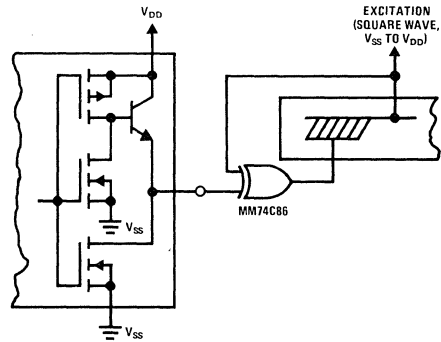 V_DD
EXCITATION
(SQUARE WAVE,
V_SS TO V_DD)
MM74C86
V_SS
V_SS